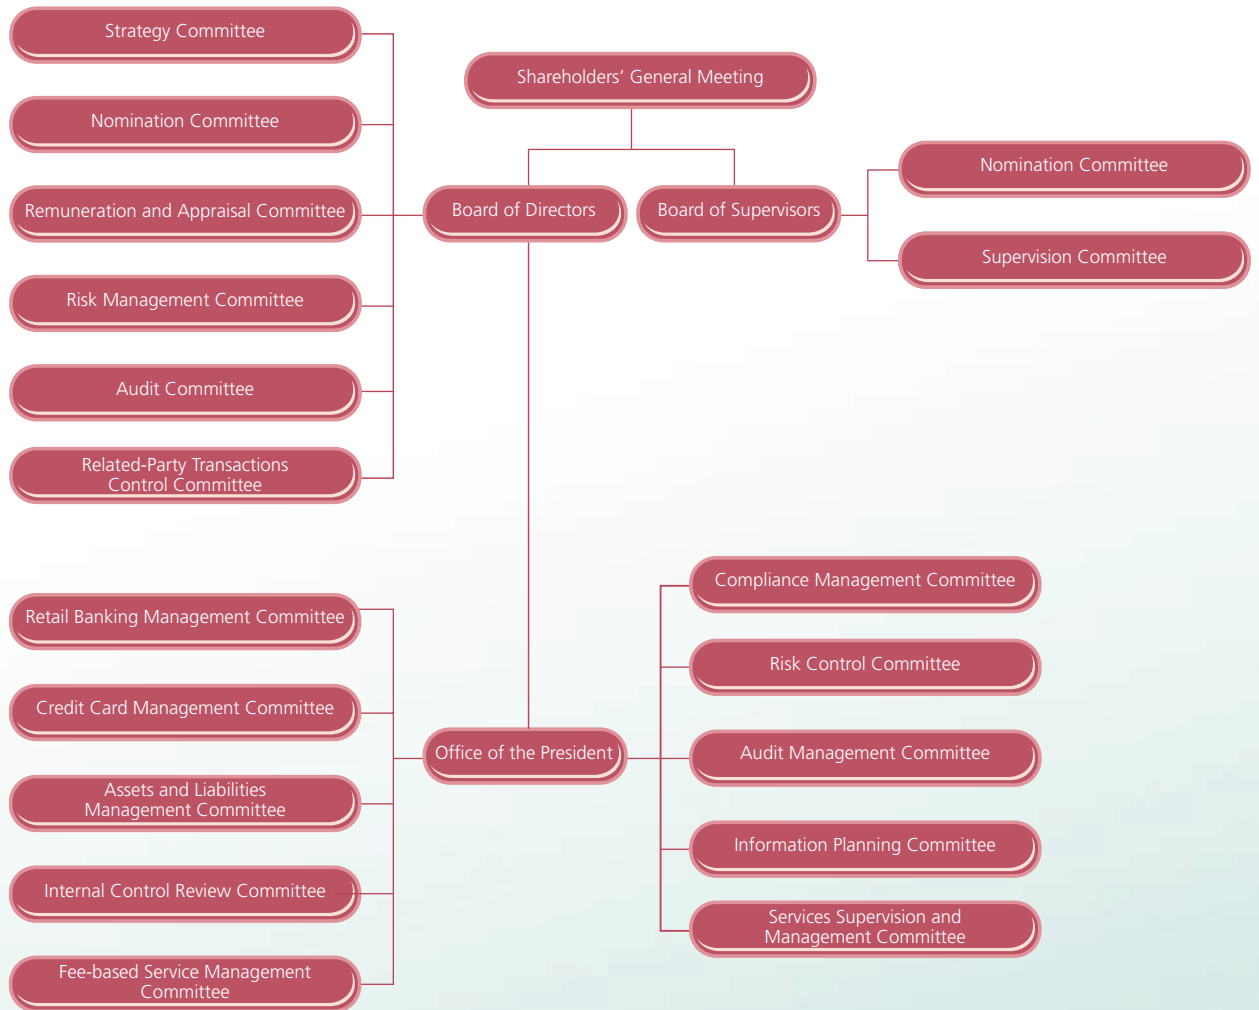 Strategy Committee
Shareholders’ General Meeting
Nomination Committee
Nomination Committee
Remuneration and Appraisal Committee
Board of Directors
Board of Supervisors
Supervision Committee
Risk Management Committee
Audit Committee
Related-Party Transactions
Control Committee
Compliance Management Committee
Retail Banking Management Committee
Risk Control Committee
Credit Card Management Committee
Office of the President
Audit Management Committee
Assets and Liabilities
Management Committee
Information Planning Committee
Internal Control Review Committee
Services Supervision and
Management Committee
Fee-based Service Management
Committee